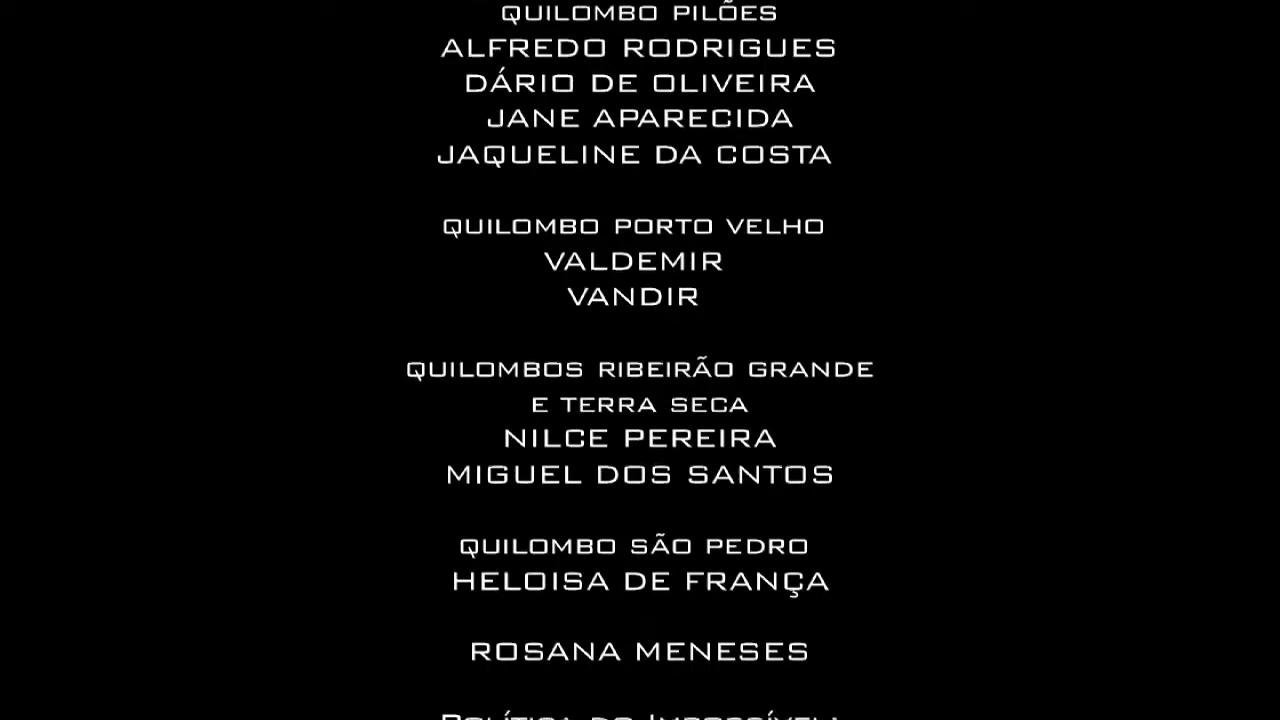 QUILOMBO PILÕES
ALFREDO RODRIGUES
DÁRIO DE OLIVEIRA
JANE APARECIDA
JAQUELINE DA COSTA
QUILOMBO PORTO VELHO
VALDEMIR
VANDIR
QUILOMBOS RIBEIRÃO GRANDE
E TERRA SECA
NILCE PEREIRA
MIGUEL DOS SANTOS
QUILOMBO SÃO PEDRO
HELOISA DE FRANÇA
ROSANA MENESES